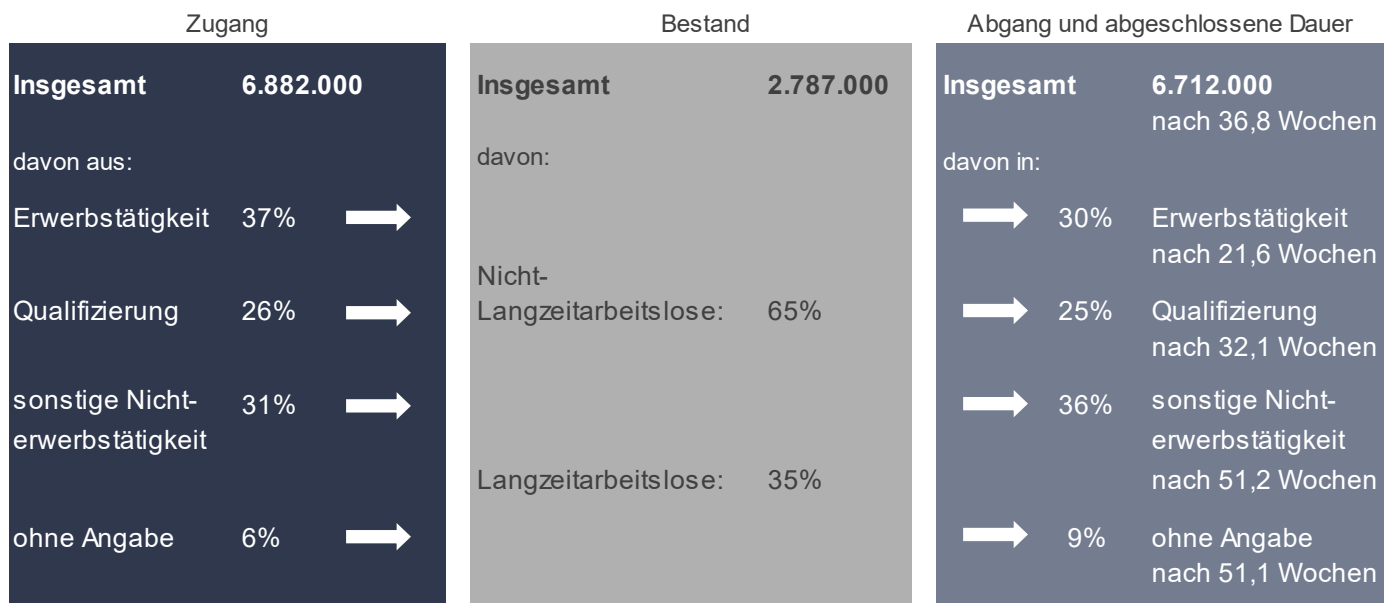 Zugang
Insgesamt 6.882.000
davon aus:
Erwerbstätigkeit 37%
Qualifizierung 26%
sonstige Nicht- 31%
erwerbstätigkeit
ohne Angabe 6%
Bestand
Insgesamt 2.787.000
davon:
Nicht-
Langzeitarbeitslose: 65%
Langzeitarbeitslose: 35%
Abgang und abgeschlossene Dauer
Insgesamt 6.712.000
nach 36,8 Wochen
davon in:
30% Erwerbstätigkeit
nach 21,6 Wochen
25% Qualifizierung
nach 32,1 Wochen
36% sonstige Nicht-
erwerbstätigkeit
nach 51,2 Wochen
9% ohne Angabe
nach 51,1 Wochen